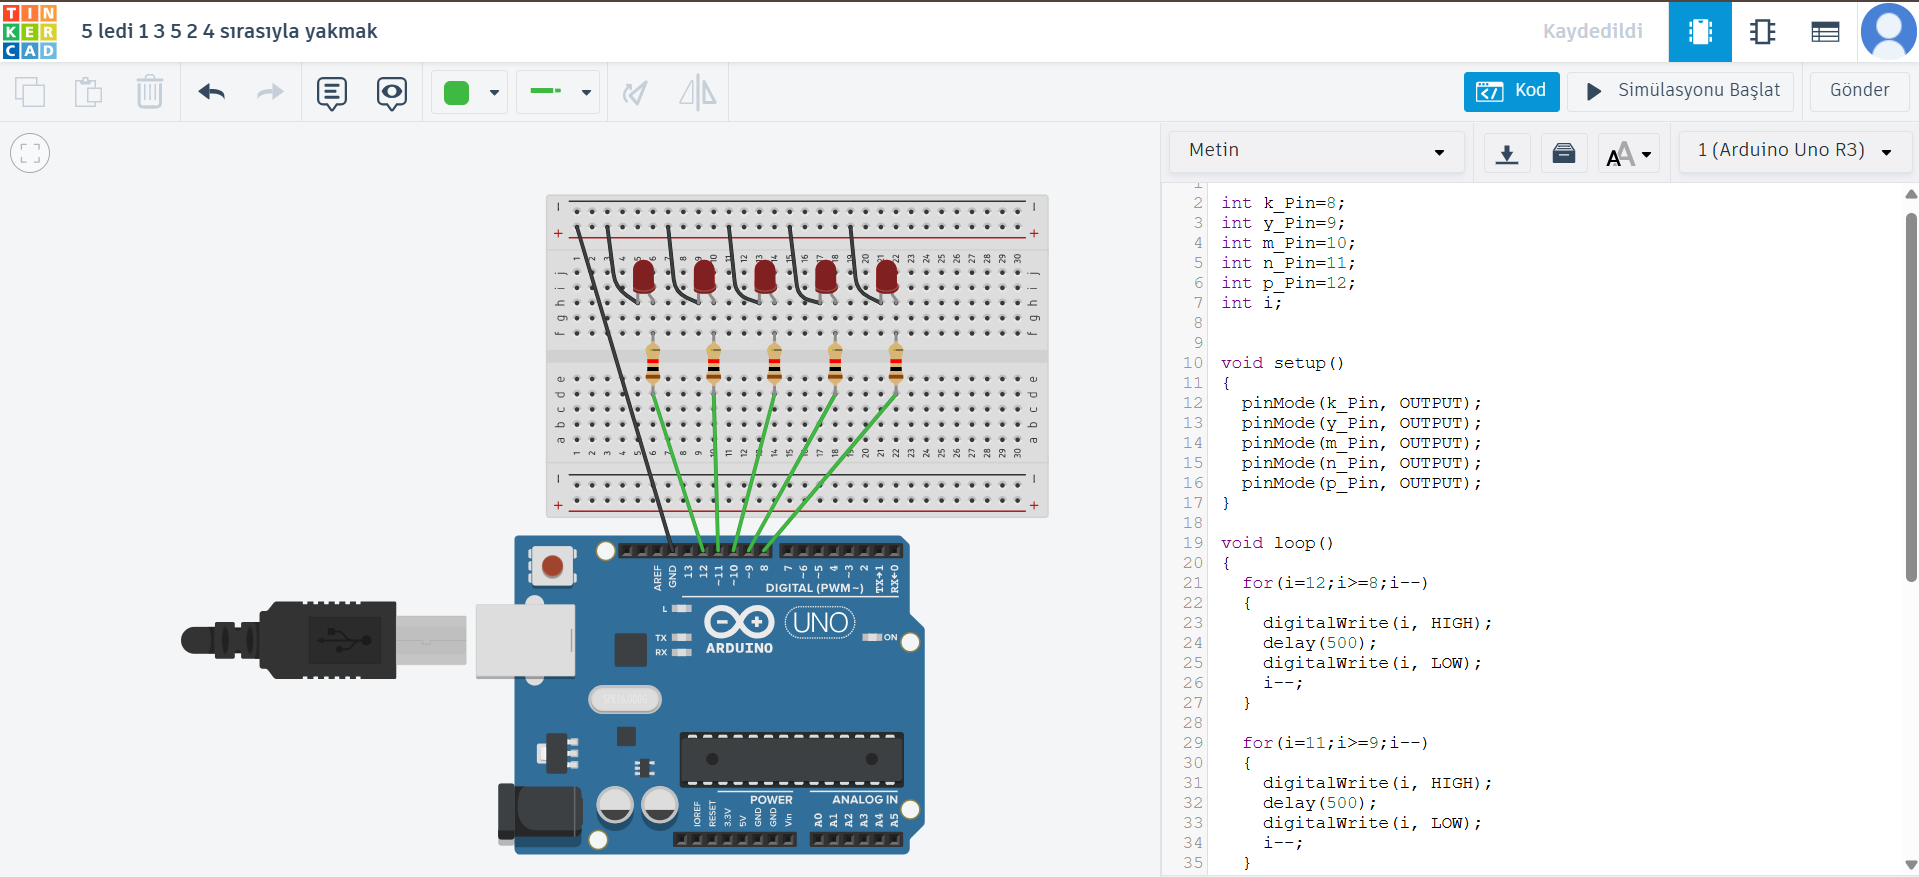 TIN
KER
CAD
5 ledi 1 3 5 2 4 sırasıyla yakmak
Kaydedildi
Kod
Simülasyonu Başlat
Gönder
Metin
1 (Arduino Uno R3)
1
2 int k_Pin=8;
3 int y_Pin=9;
4 int m_Pin=10;
5 int n_Pin=11;
6 int p_Pin=12;
7 int i;
8
9
10 void setup()
11 {
12 pinMode(k_Pin, OUTPUT);
13 pinMode(y_Pin, OUTPUT);
14 pinMode(m_Pin, OUTPUT);
15 pinMode(n_Pin, OUTPUT);
16 pinMode(p_Pin, OUTPUT);
17 }
18
19 void loop()
20 {
21 for(i=12;i>=8;i--)
22 {
23 digitalWrite(i, HIGH);
24 delay(500);
25 digitalWrite(i, LOW);
26 i--;
27 }
28
29 for(i=11;i>=9;i--)
30 {
31 digitalWrite(i, HIGH);
32 delay(500);
33 digitalWrite(i, LOW);
34 i--;
35 }
j i h g f
e d c b a
AREF GND 13 12 ~11 ~10 ~9 8 7 ~6 ~5 4 ~3 2 TX→1 RX←0
DIGITAL (PWM~)
L
TX
RX
UNO
ON
ARDUINO
POWER
ANALOG IN
IOREF RESET 3.3V 5V GND GND Vin A0 A1 A2 A3 A4 A5